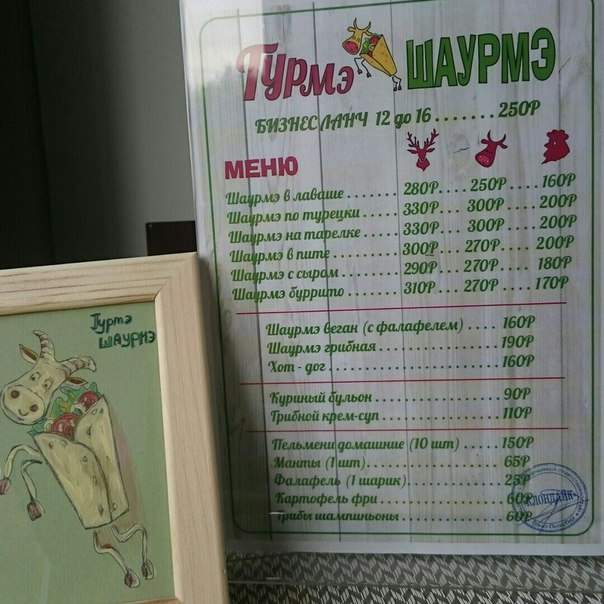 Гурмэ ШАУРМЭ
БИЗНЕС ЛАНЧ 12 до 16.......250Р
МЕНЮ
Шаурмэ в лаваше.......280Р....250Р....160Р
Шаурмэ по турецки......330Р....300Р....200Р
Шаурмэ на тарелке......330Р....300Р....200Р
Шаурмэ в пите..........300Р....270Р....200Р
Шаурмэ с сыром........290Р....270Р....180Р
Шаурмэ буррито........310Р....270Р....170Р
Шаурмэ веган (с фалафелем)....160Р
Шаурмэ грибная..............190Р
Хот - дог....................160Р
Куриный бульон..............90Р
Грибной крем-суп............110Р
Пельмени домашние (10 шт)....150Р
Манты (1 шт)................65Р
Фалафель (1 шарик)..........25Р
Картофель фри..............60Р
Грибы шампиньоны..........60Р
КЛОНДАЙК
Санкт-Петербург
Гурмэ
ШАУРМЭ